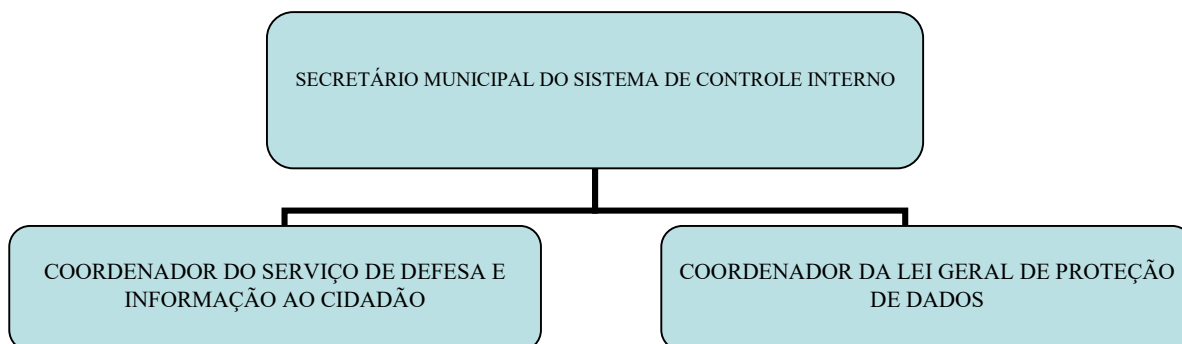 SECRETÁRIO MUNICIPAL DO SISTEMA DE CONTROLE INTERNO
COORDENADOR DO SERVIÇO DE DEFESA E
INFORMAÇÃO AO CIDADÃO
COORDENADOR DA LEI GERAL DE PROTEÇÃO
DE DADOS